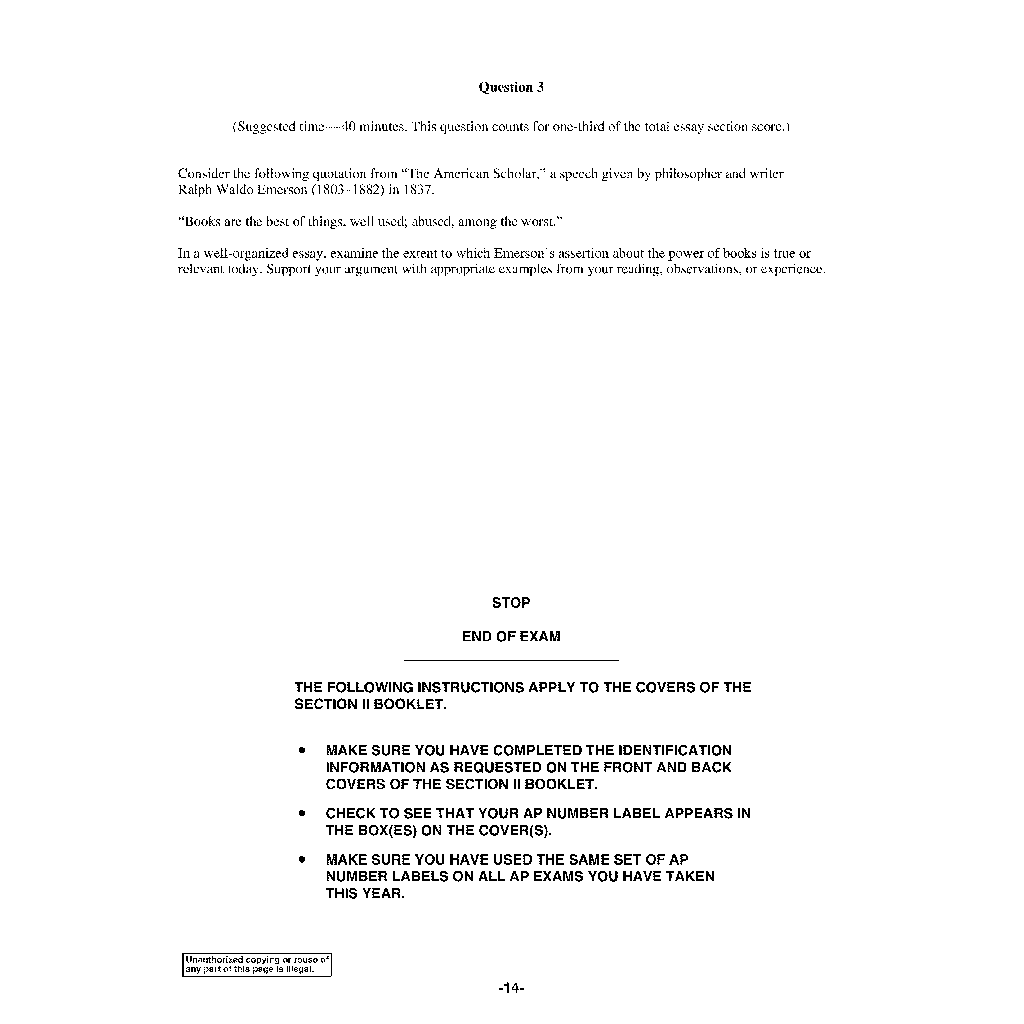 Question 3
(Suggested time—40 minutes. This question counts for one-third of the total essay section score.)
Consider the following quotation from “The American Scholar,” a speech given by philosopher and writer
Ralph Waldo Emerson (1803–1882) in 1837.
“Books are the best of things, well used; abused, among the worst.”
In a well-organized essay, examine the extent to which Emerson’s assertion about the power of books is true or
relevant today. Support your argument with appropriate examples from your reading, observations, or experience.
STOP
END OF EXAM
THE FOLLOWING INSTRUCTIONS APPLY TO THE COVERS OF THE
SECTION II BOOKLET.
• MAKE SURE YOU HAVE COMPLETED THE IDENTIFICATION
INFORMATION AS REQUESTED ON THE FRONT AND BACK
COVERS OF THE SECTION II BOOKLET.
• CHECK TO SEE THAT YOUR AP NUMBER LABEL APPEARS IN
THE BOX(ES) ON THE COVER(S).
• MAKE SURE YOU HAVE USED THE SAME SET OF AP
NUMBER LABELS ON ALL AP EXAMS YOU HAVE TAKEN
THIS YEAR.
Unauthorized copying or reuse of
any part of this page is illegal.
-14-